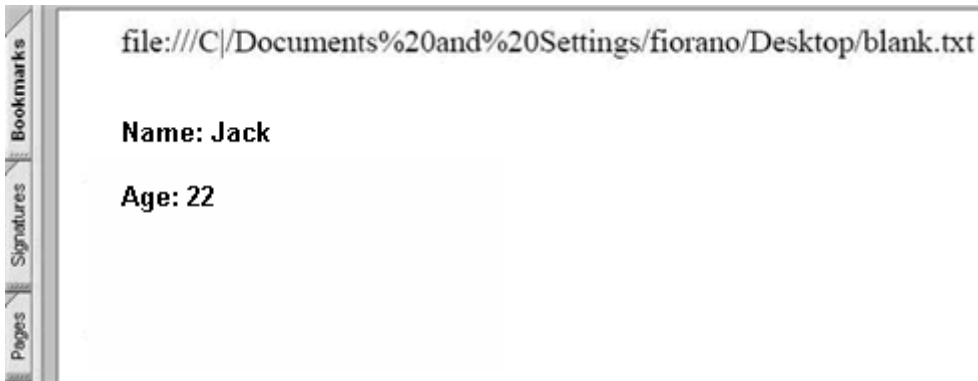 Bookmarks
Signatures
Pages
file:///C|/Documents%20and%20Settings/fiorano/Desktop/blank.txt
Name: Jack
Age: 22